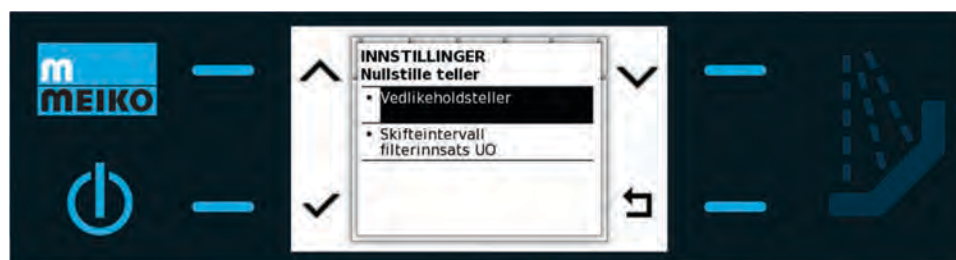 m
MEIKO
INNSTILLINGER
Nullstille teller
• Vedlikeholdsteller
• Skifteintervall
filterinnsats UO